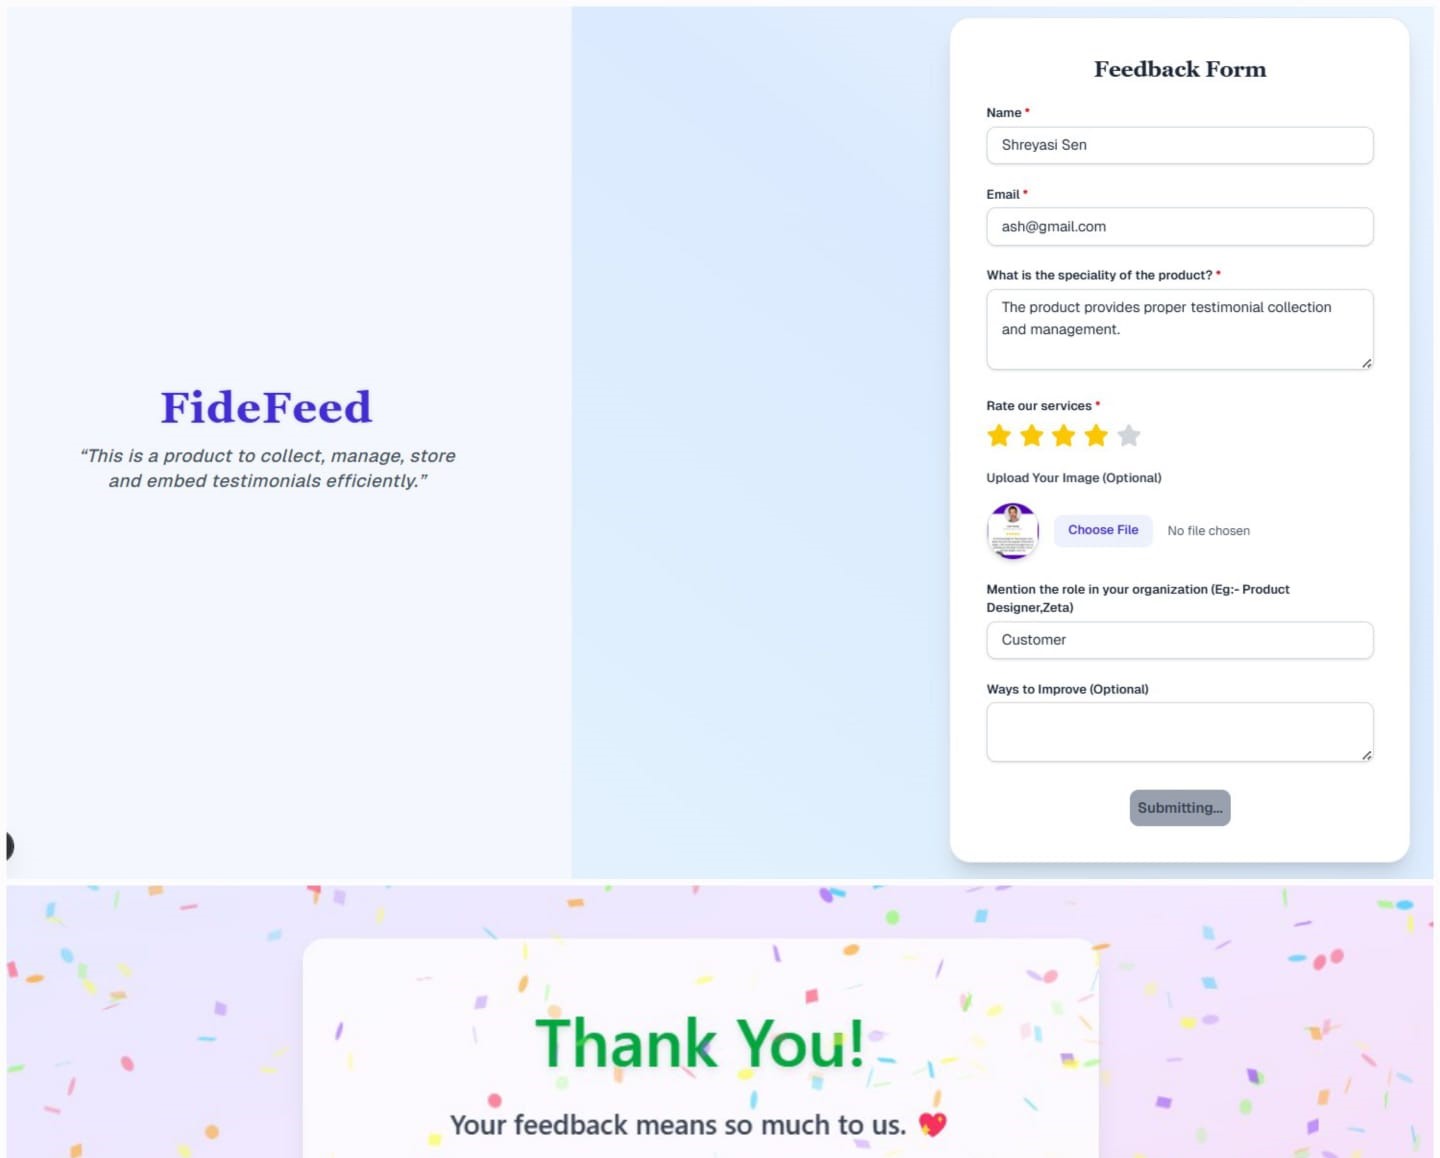 FideFeed
“This is a product to collect, manage, store
and embed testimonials efficiently.”
Feedback Form
Name *
Shreyasi Sen
Email *
ash@gmail.com
What is the speciality of the product? *
The product provides proper testimonial collection
and management.
Rate our services *
Upload Your Image (Optional)
Choose File No file chosen
Mention the role in your organization (Eg:- Product
Designer,Zeta)
Customer
Ways to Improve (Optional)
Submitting...
Thank You!
Your feedback means so much to us. 💖